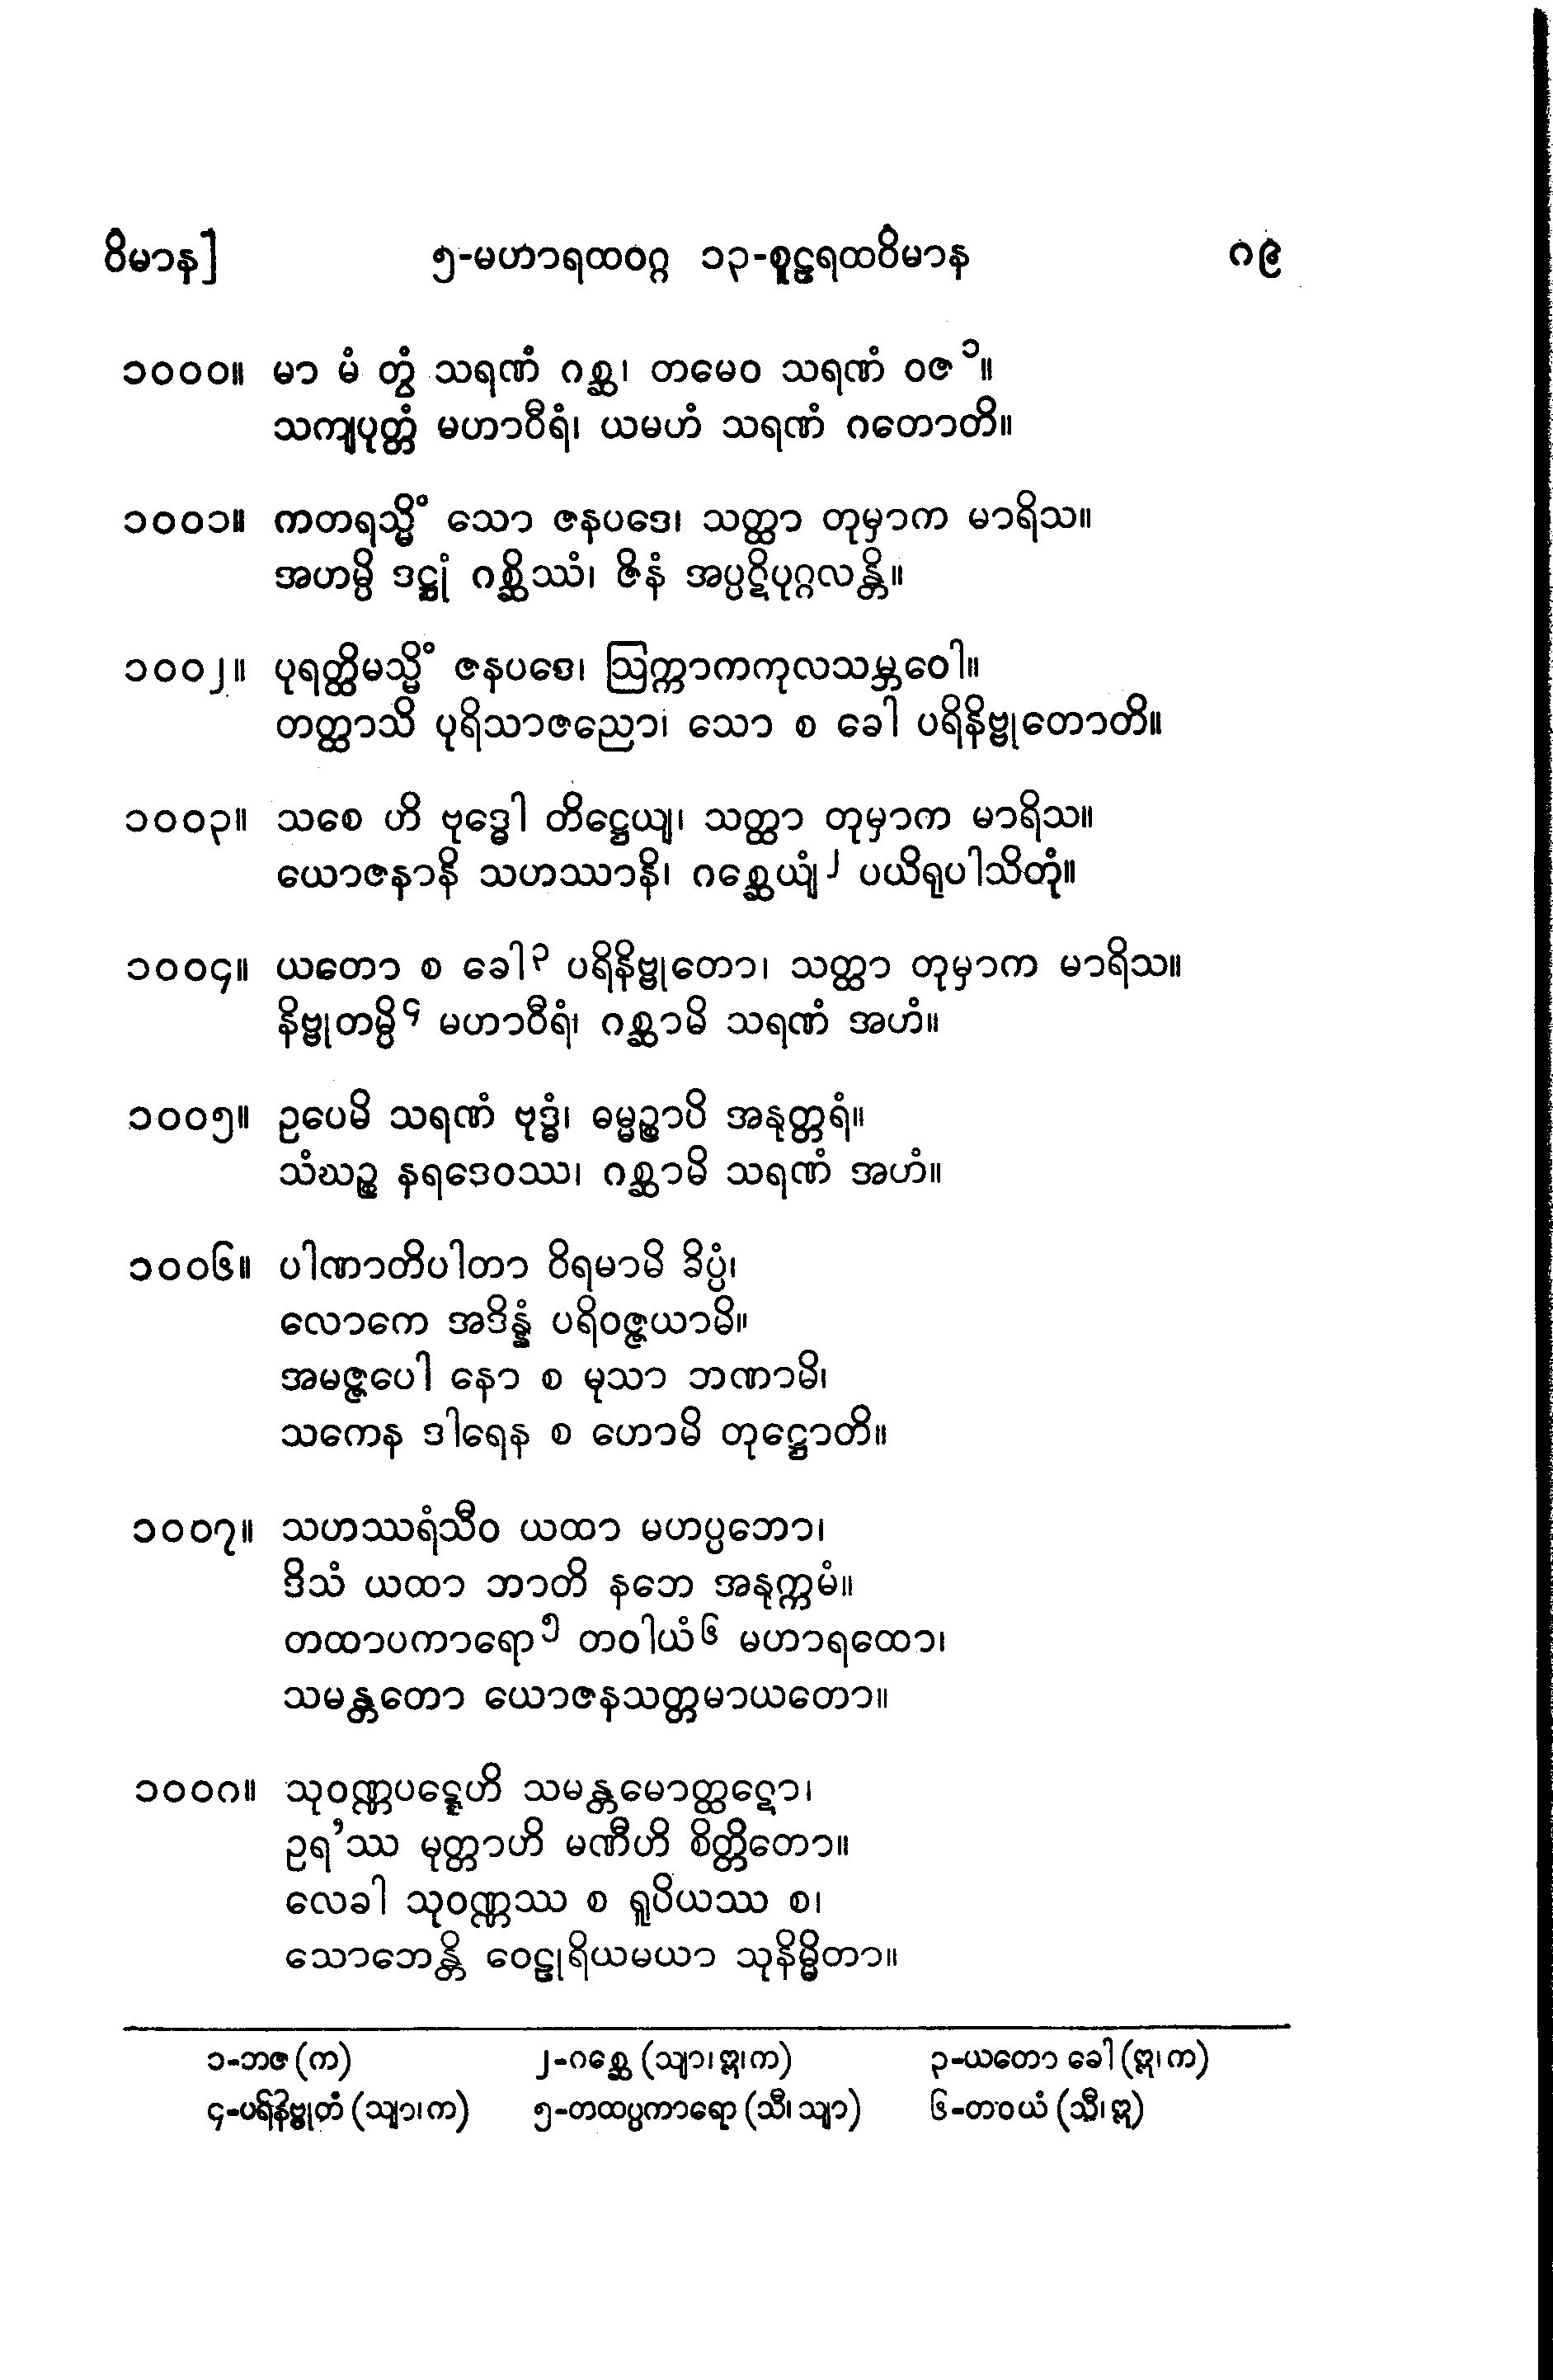 ဝိမာန]	၅-မဟာရထဝဂ္ဂ ၁၃-စူဠရထဝိမာန	၈၉
၁၀၀၀။ မာ မံ တွံ သရဏံ ဂစ္ဆ၊ တမေဝ သရဏံ ဝဇ၁။
သကျပုတ္တံ မဟာဝီရံ၊ ယမဟံ သရဏံ ဂတောတိ။
၁၀၀၁။ ကတရသ္မိံ သော ဇနပဒေ၊ သတ္ထာ တုမှာက မာရိသ။
အဟမ္ပိ ဒဋ္ဌုံ ဂစ္ဆိဿံ၊ ဇိနံ အပ္ပဋိပုဂ္ဂလန္တိ။
၁၀၀၂။ ပုရတ္ထိမသ္မိံ ဇနပဒေ၊ ဩက္ကာကကုလသမ္ဘဝေါ။
တတ္ထာသိ ပုရိသာဇညော၊ သော စ ခေါ ပရိနိဗ္ဗုတောတိ။
၁၀၀၃။ သစေ ဟိ ဗုဒ္ဓေါ တိဋ္ဌေယျ၊ သတ္ထာ တုမှာက မာရိသ။
ယောဇနာနိ သဟဿာနိ၊ ဂစ္ဆေယျံ၂ ပယိရုပါသိတုံ။
၁၀၀၄။ ယတော စ ခေါ၃ ပရိနိဗ္ဗုတော၊ သတ္ထာ တုမှာက မာရိသ။
နိဗ္ဗုတမ္ပိ၄ မဟာဝီရံ၊ ဂစ္ဆာမိ သရဏံ အဟံ။
၁၀၀၅။ ဥပေမိ သရဏံ ဗုဒ္ဓံ၊ ဓမ္မဉ္စာပိ အနုတ္တရံ။
သံဃဉ္စ နရဒေဝဿ၊ ဂစ္ဆာမိ သရဏံ အဟံ။
၁၀၀၆။ ပါဏာတိပါတာ ဝိရမာမိ ခိပ္ပံ၊
လောကေ အဒိန္နံ ပရိဝဇ္ဇယာမိ။
အမဇ္ဇပေါ နော စ မုသာ ဘဏာမိ၊
သကေန ဒါရေန စ ဟောမိ တုဋ္ဌောတိ။
၁၀၀၇။ သဟဿရံသီဝ ယထာ မဟပ္ပဘော၊
ဒိသံ ယထာ ဘာတိ နဘေ အနုက္ကမံ။
တထာပကာရော၅ တဝါယံ၆ မဟာရထော၊
သမန္တတော ယောဇနသတ္တမာယတော။
၁၀၀၈။ သုဝဏ္ဏပဋ္ဋေဟိ သမန္တမောတ္ထဋော၊
ဥရ’ဿ မုတ္တာဟိ မဏီဟိ စိတ္တိတော။
လေခါ သုဝဏ္ဏဿ စ ရူပိယဿ စ၊
သောဘေန္တိ ဝေဠုရိယမယာ သုနိမ္မိတာ။
၁-ဘဇ (က)	၂-ဂစ္ဆေ (သျာ၊ ဣ၊ က)	၃-ယတော ခေါ (ဣ၊ က)
၄-ပရိနိဗ္ဗုတံ (သျာ၊ က)	၅-တထပ္ပကာရော (သီ၊ သျာ)	၆-တဝယံ (သီ၊ ဣ)